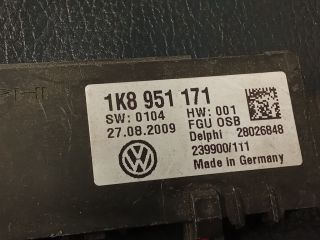 1K8 951 171
SW: 0104 HW: 001
27.08.2009 FGU OSB
Delphi 28026848
239900/111
Made in Germany